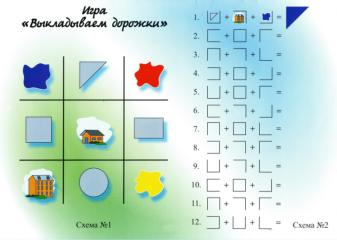 Игра
«Выкладываем дорожки»
1. + + =
2. + + =
3. + + =
4. + + =
5. + + =
6. + + =
7. + + =
8. + + =
9. + + =
10. + + =
11. + + =
12. + + =
Схема №1
Схема №2